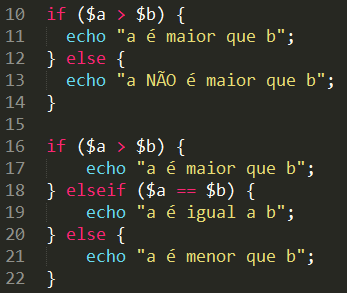 10 if ($a > $b) {
11   echo "a é maior que b";
12 } else {
13   echo "a NÃO é maior que b";
14 }
15
16 if ($a > $b) {
17     echo "a é maior que b";
18 } elseif ($a == $b) {
19     echo "a é igual a b";
20 } else {
21     echo "a é menor que b";
22 }